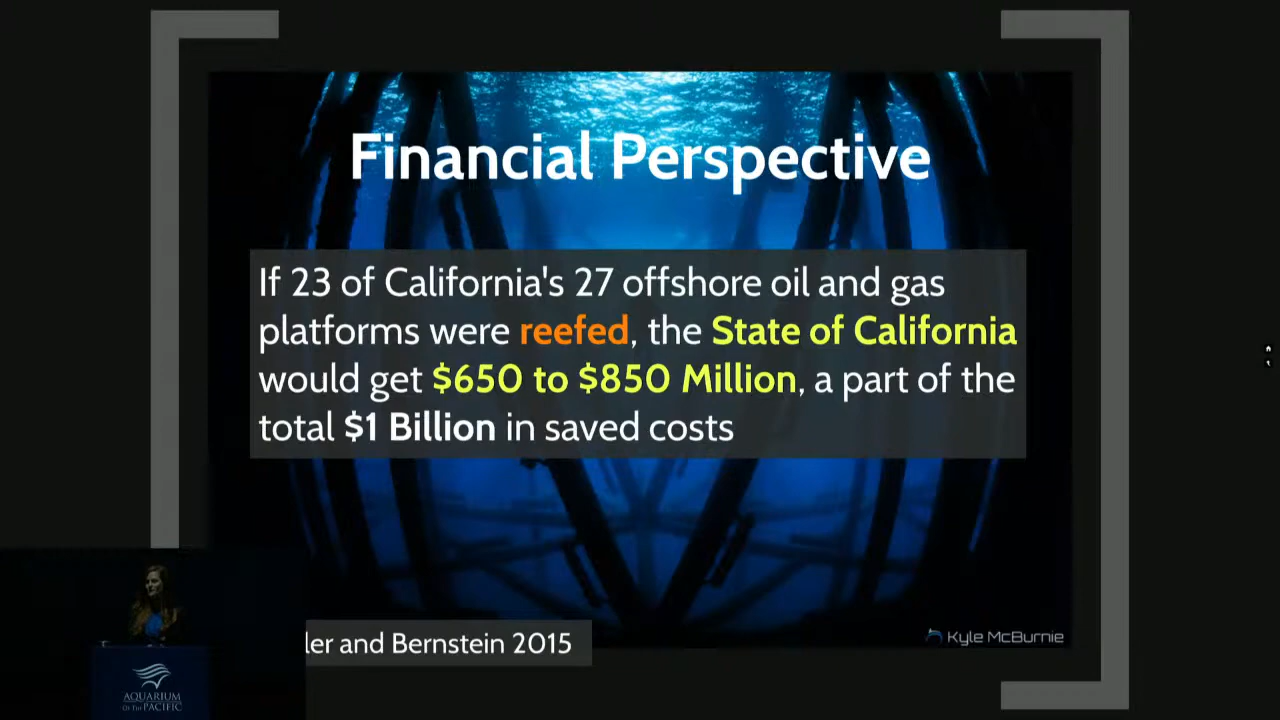 Financial Perspective
If 23 of California's 27 offshore oil and gas
platforms were reefed, the State of California
would get $650 to $850 Million, a part of the
total $1 Billion in saved costs
ler and Bernstein 2015
Kyle McBurnie
AQUARIUM
OF THE PACIFIC